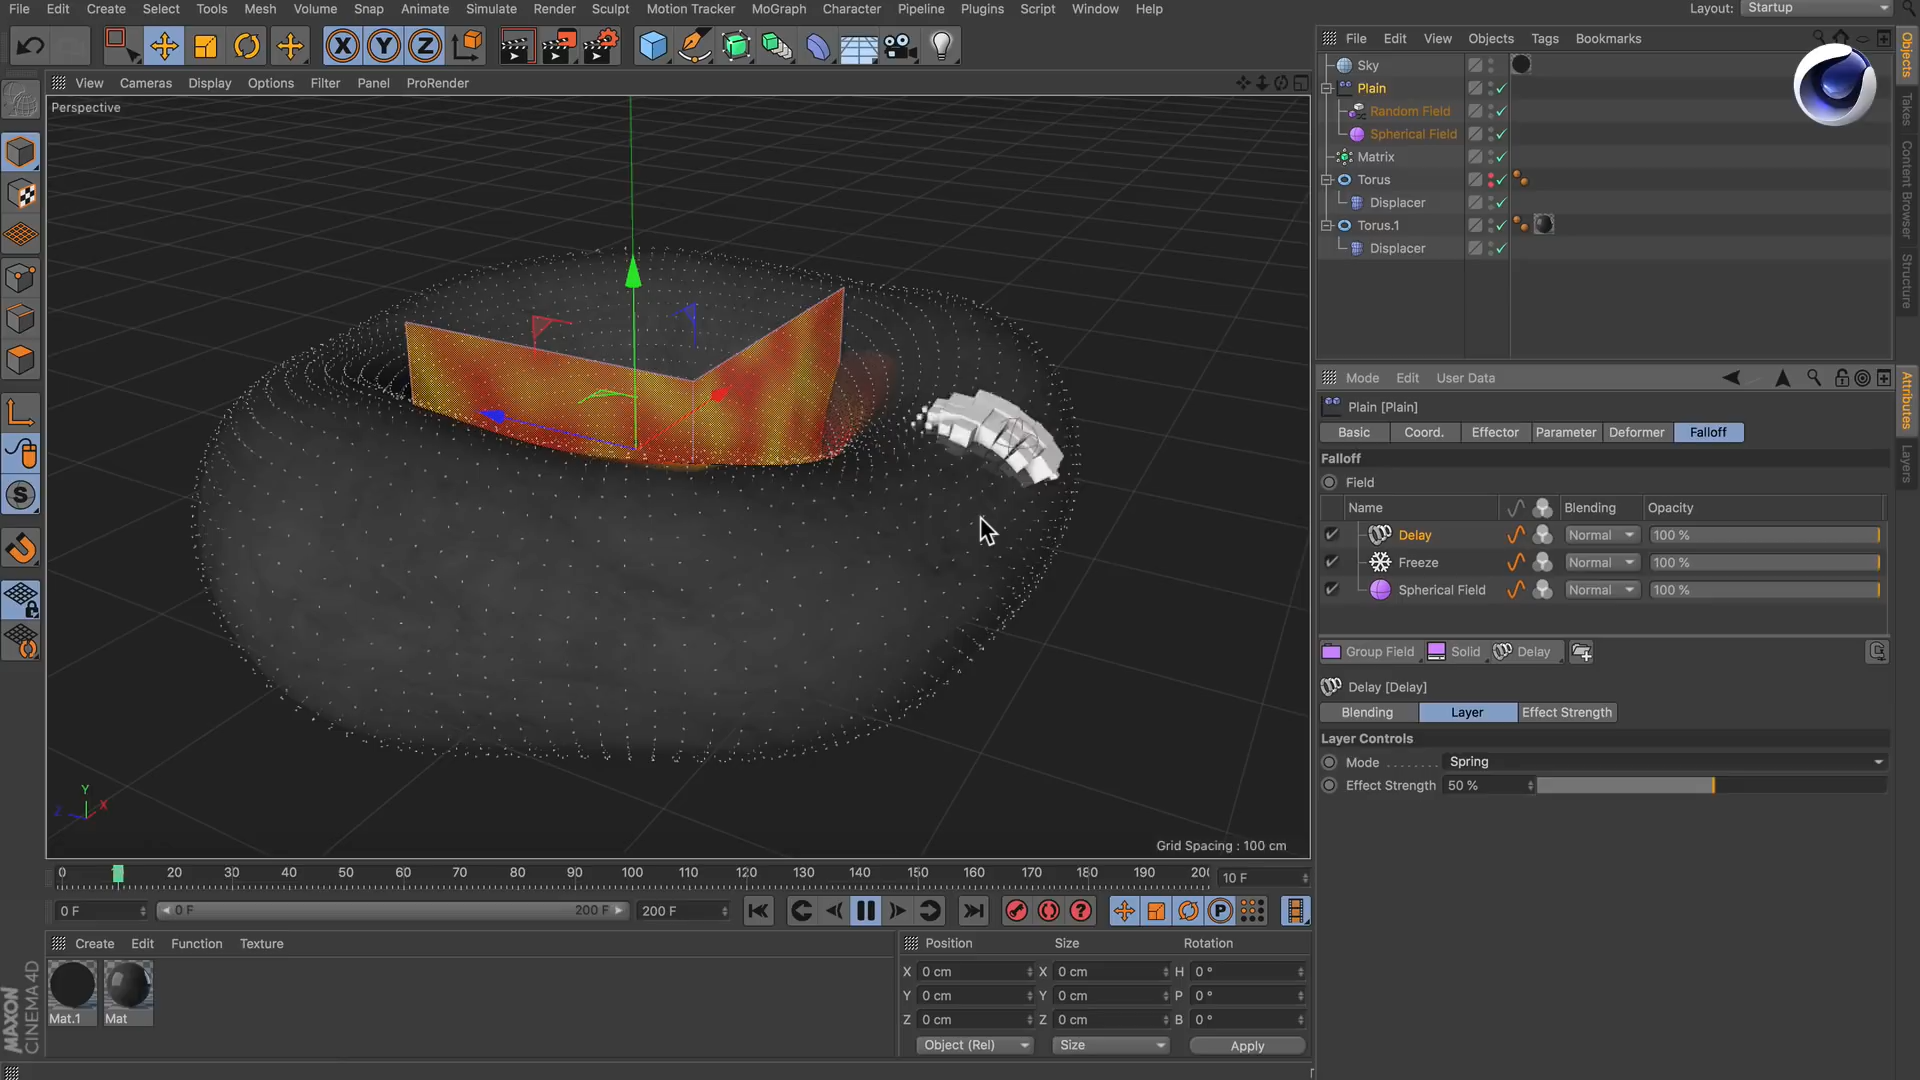 File Edit Create Select Tools Mesh Volume Snap Animate Simulate Render Sculpt Motion Tracker MoGraph Character Pipeline Plugins Script Window Help
Layout: Startup
X Y Z
File Edit View Objects Tags Bookmarks
View Cameras Display Options Filter Panel ProRender
Perspective
Sky
Plain
Random Field
Spherical Field
Matrix
Torus
Displacer
Torus.1
Displacer
Objects
Takes
Content Browser
Structure
Mode Edit User Data
Plain [Plain]
Basic Coord. Effector Parameter Deformer Falloff
Falloff
Field
Name Blending Opacity
Delay Normal 100 %
Freeze Normal 100 %
Spherical Field Normal 100 %
Group Field Solid Delay
Delay [Delay]
Blending Layer Effect Strength
Layer Controls
Mode Spring
Effect Strength 50 %
Attributes
Layers
S
Y
X
Z
Grid Spacing : 100 cm
0 10 20 30 40 50 60 70 80 90 100 110 120 130 140 150 160 170 180 190 200 10 F
0 F 0 F 200 F 200 F
P
Create Edit Function Texture
Mat.1 Mat
Position Size Rotation
X 0 cm X 0 cm H 0 °
Y 0 cm Y 0 cm P 0 °
Z 0 cm Z 0 cm B 0 °
Object (Rel) Size Apply
MAXON
CINEMA 4D